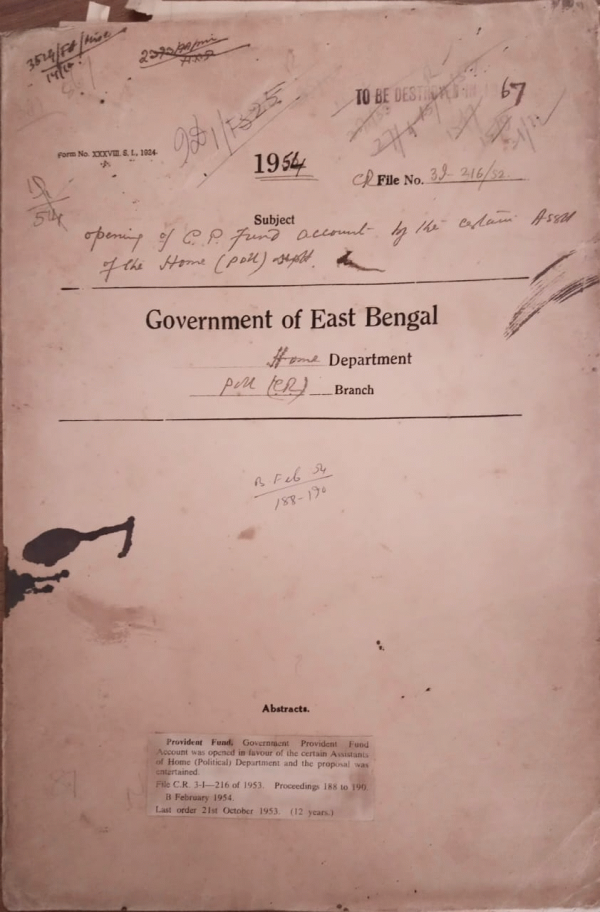 TO BE DESTROYED IN 67
Form No. XXXVIII. S. I., 1924.
1954
CR File No. 3I-216/52.
Subject
opening of C.P. Fund account by the certain Asstt
of the Home (Poll) Deptt.
Government of East Bengal
Home Department
Poll (CR) Branch
B. Feb 54
188-190
Abstracts.
Provident Fund: Government Provident Fund
Account was opened in favour of the certain Assistants
of Home (Political) Department and the proposal was
entertained.
File C.R. 3-I—216 of 1953. Proceedings 188 to 190.
B February 1954.
Last order 21st October 1953. (12 years.)